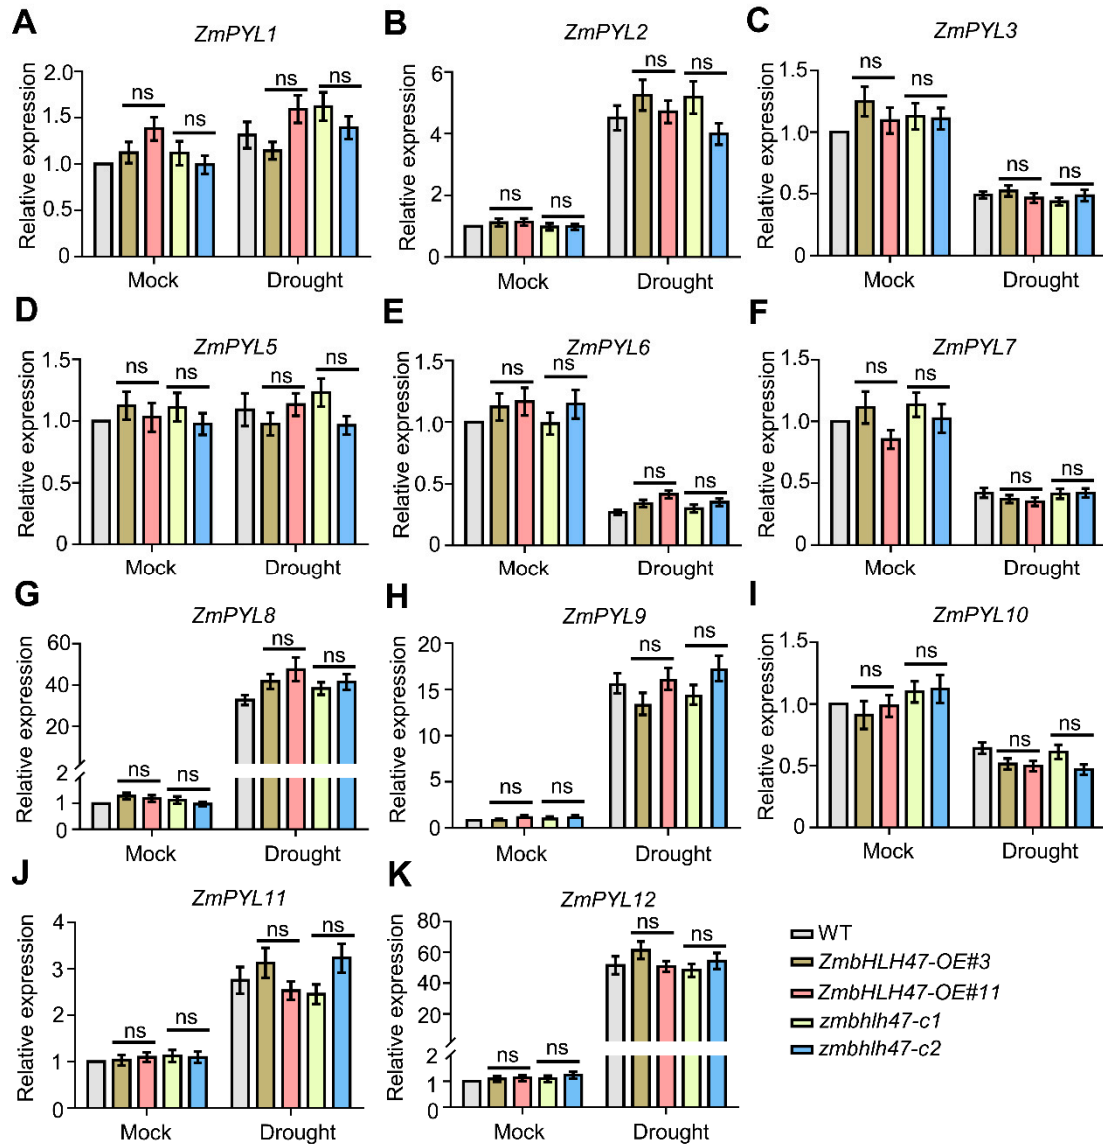 A
ZmPYL1
Relative expression
2.0
1.5
1.0
0.5
0
ns
ns
ns
ns
Mock
Drought
B
ZmPYL2
Relative expression
6
4
2
0
ns
ns
ns
ns
Mock
Drought
C
ZmPYL3
Relative expression
1.5
1.0
0.5
0
ns
ns
ns
ns
Mock
Drought
D
ZmPYL5
Relative expression
1.5
1.0
0.5
0
ns
ns
ns
ns
Mock
Drought
E
ZmPYL6
Relative expression
1.5
1.0
0.5
0
ns
ns
ns
ns
Mock
Drought
F
ZmPYL7
Relative expression
1.5
1.0
0.5
0
ns
ns
ns
ns
Mock
Drought
G
ZmPYL8
Relative expression
60
40
20
2
1
0
ns
ns
ns
ns
Mock
Drought
H
ZmPYL9
Relative expression
20
15
10
5
0
ns
ns
ns
ns
Mock
Drought
I
ZmPYL10
Relative expression
1.5
1.0
0.5
0
ns
ns
ns
ns
Mock
Drought
J
ZmPYL11
Relative expression
4
3
2
1
0
ns
ns
ns
ns
Mock
Drought
K
ZmPYL12
Relative expression
80
60
40
20
2
1
0
ns
ns
ns
ns
Mock
Drought
WT
ZmbHLH47-OE#3
ZmbHLH47-OE#11
zmbhlh47-c1
zmbhlh47-c2